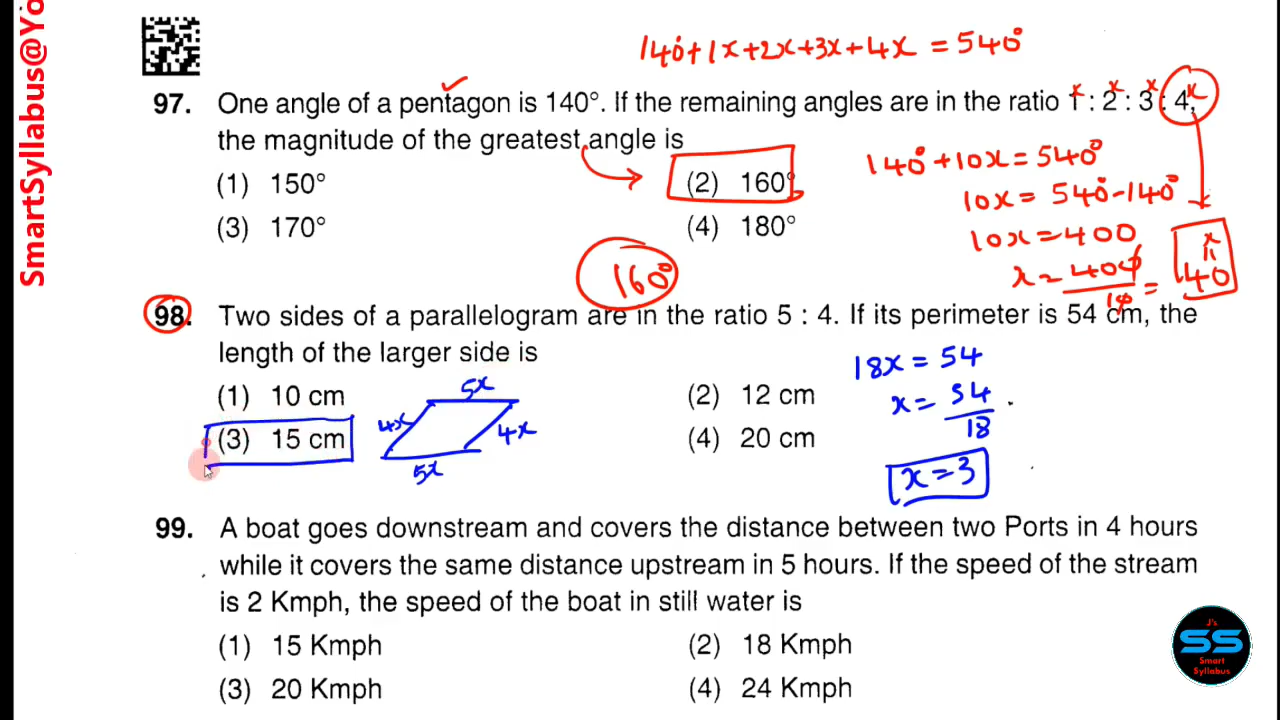 SmartSyllabus@Yo
140°+1x+2x+3x+4x = 540°
97. One angle of a pentagon is 140°. If the remaining angles are in the ratio 1x : 2x : 3x : 4x,
the magnitude of the greatest angle is
140° + 10x = 540°
(1) 150°
(2) 160°
10x = 540° - 140°
(3) 170°
(4) 180°
10x = 400
x = 400/10 = 40
160°
98. Two sides of a parallelogram are in the ratio 5 : 4. If its perimeter is 54 cm, the
length of the larger side is
18x = 54
(1) 10 cm
5x
(2) 12 cm
x = 54/18
4x
4x
(3) 15 cm
(4) 20 cm
5x
x = 3
99. A boat goes downstream and covers the distance between two Ports in 4 hours
while it covers the same distance upstream in 5 hours. If the speed of the stream
is 2 Kmph, the speed of the boat in still water is
(1) 15 Kmph
(2) 18 Kmph
(3) 20 Kmph
(4) 24 Kmph
J's
SS
Smart
Syllabus